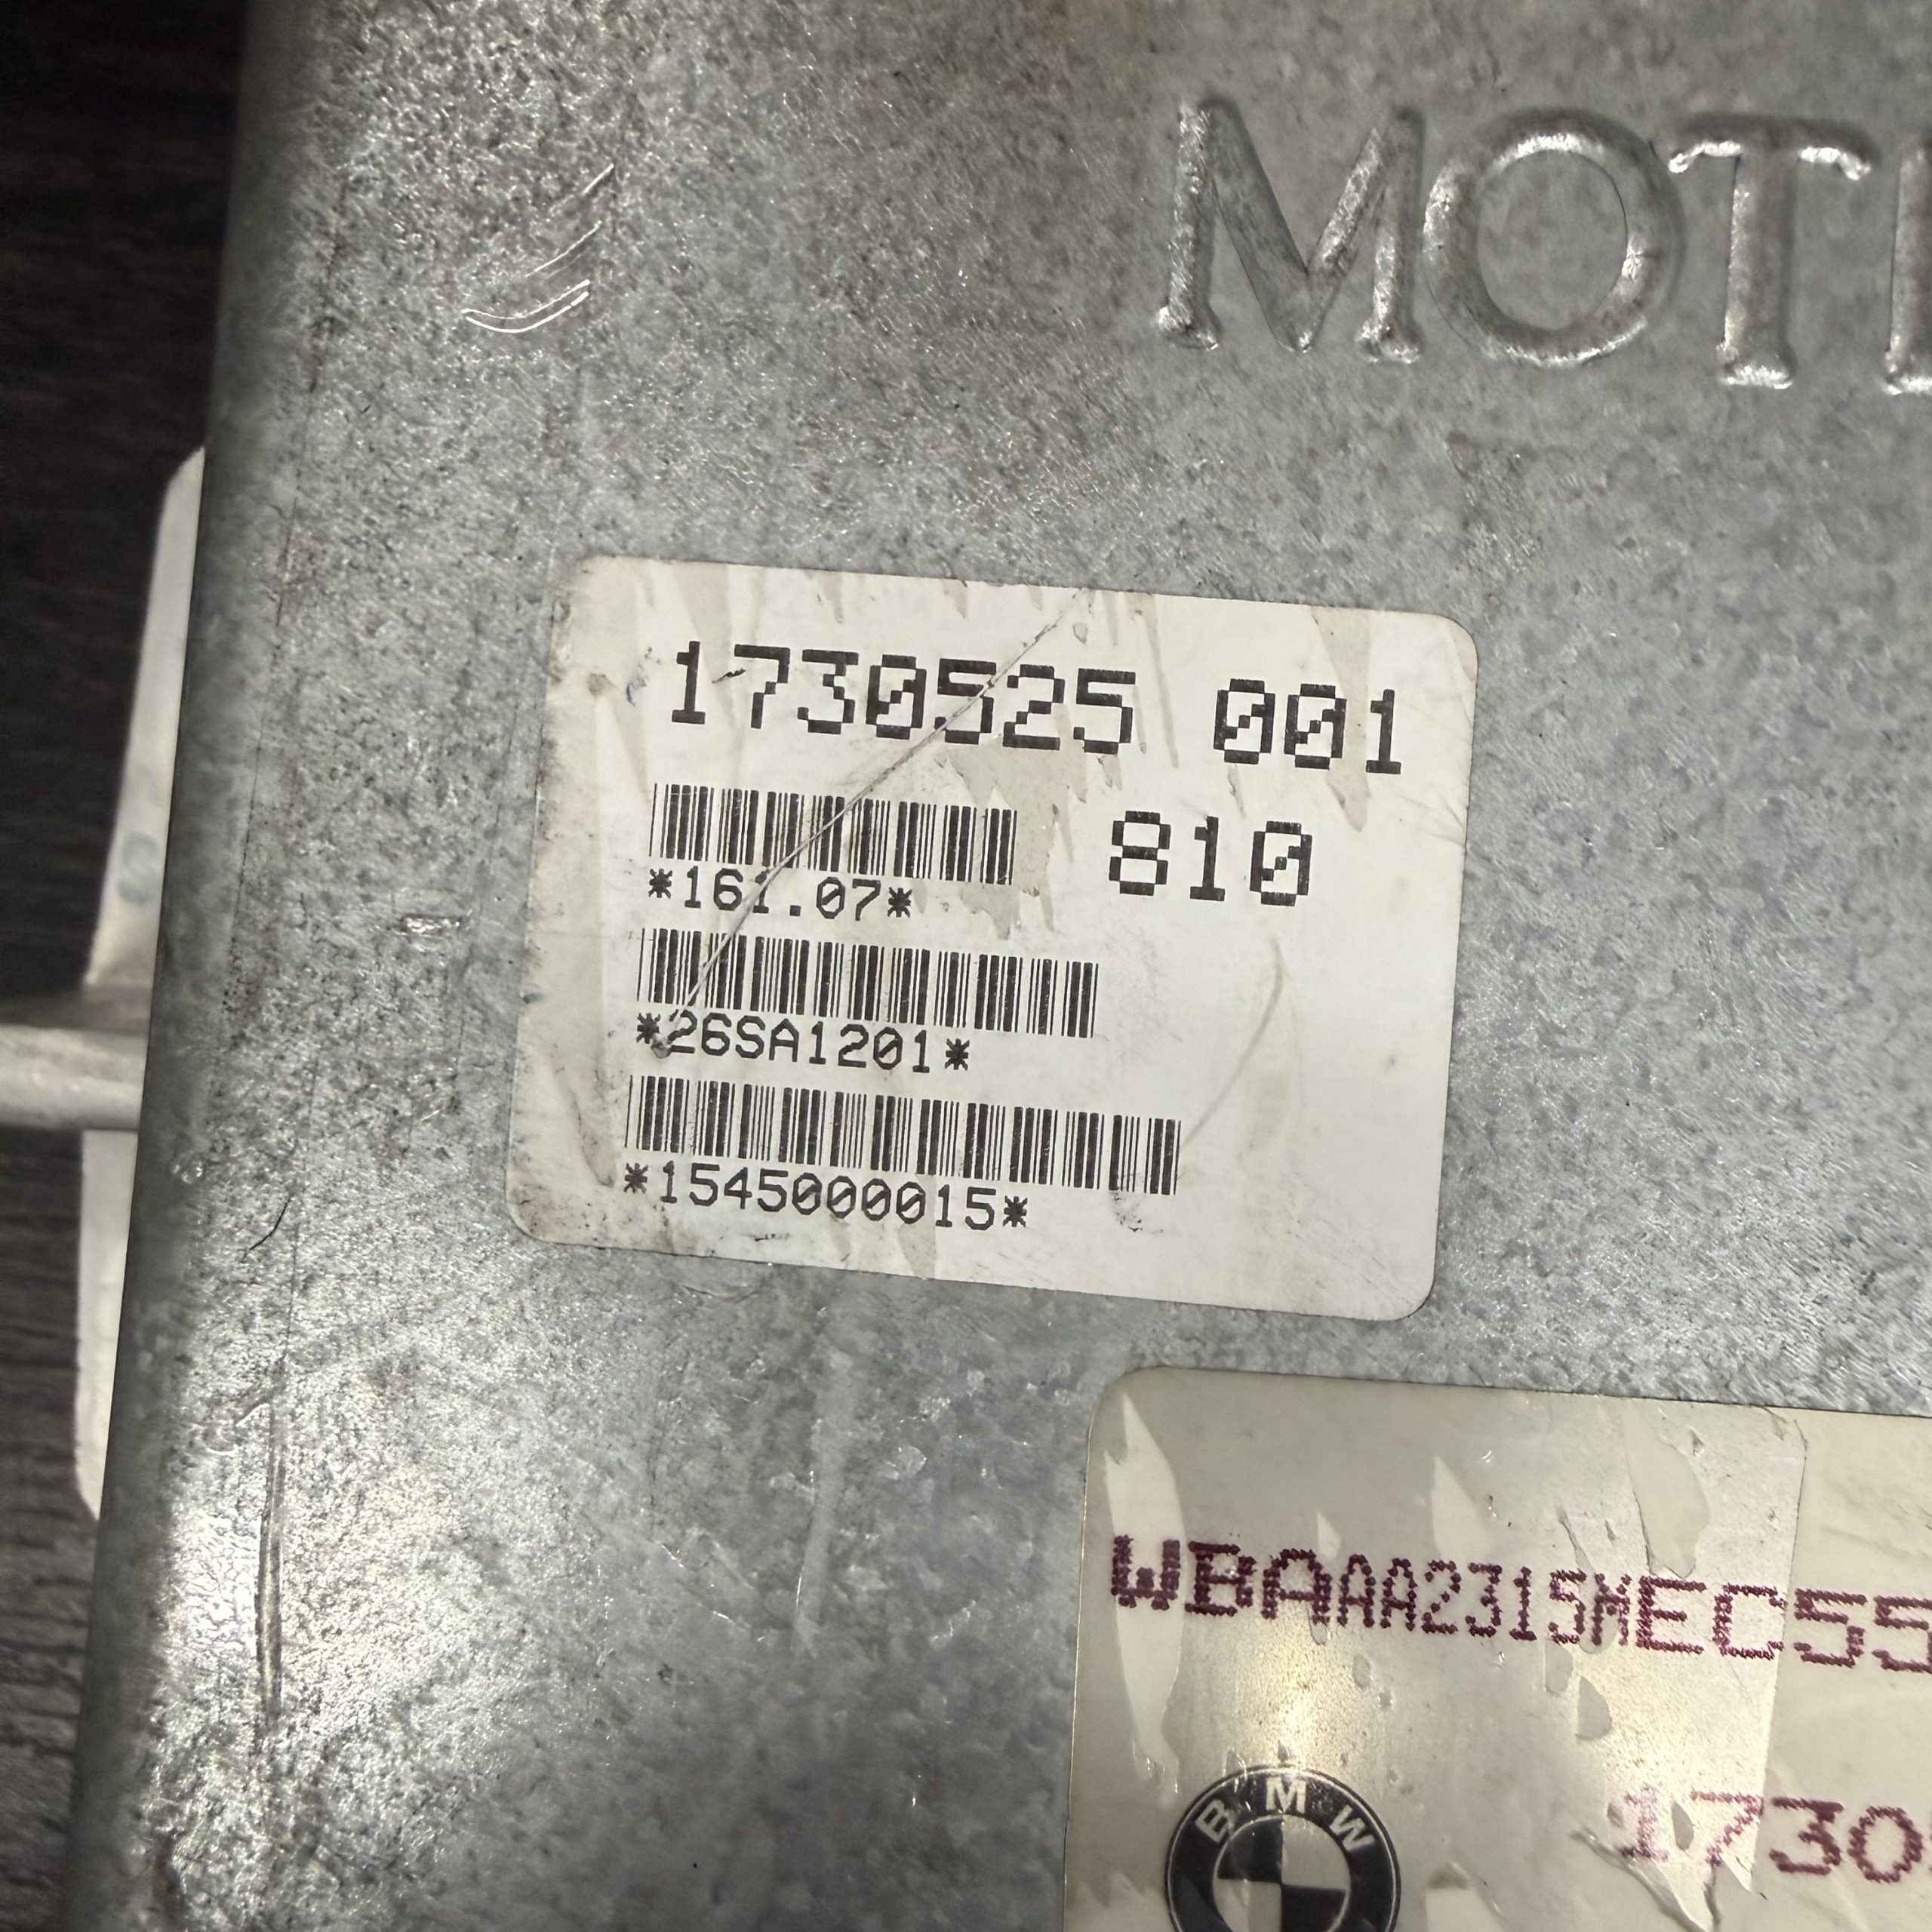 MOT
1730525 001
810
*161.07*
*26SA1201*
*1545000015*
WBAAA2315MEC55
BMW
1730